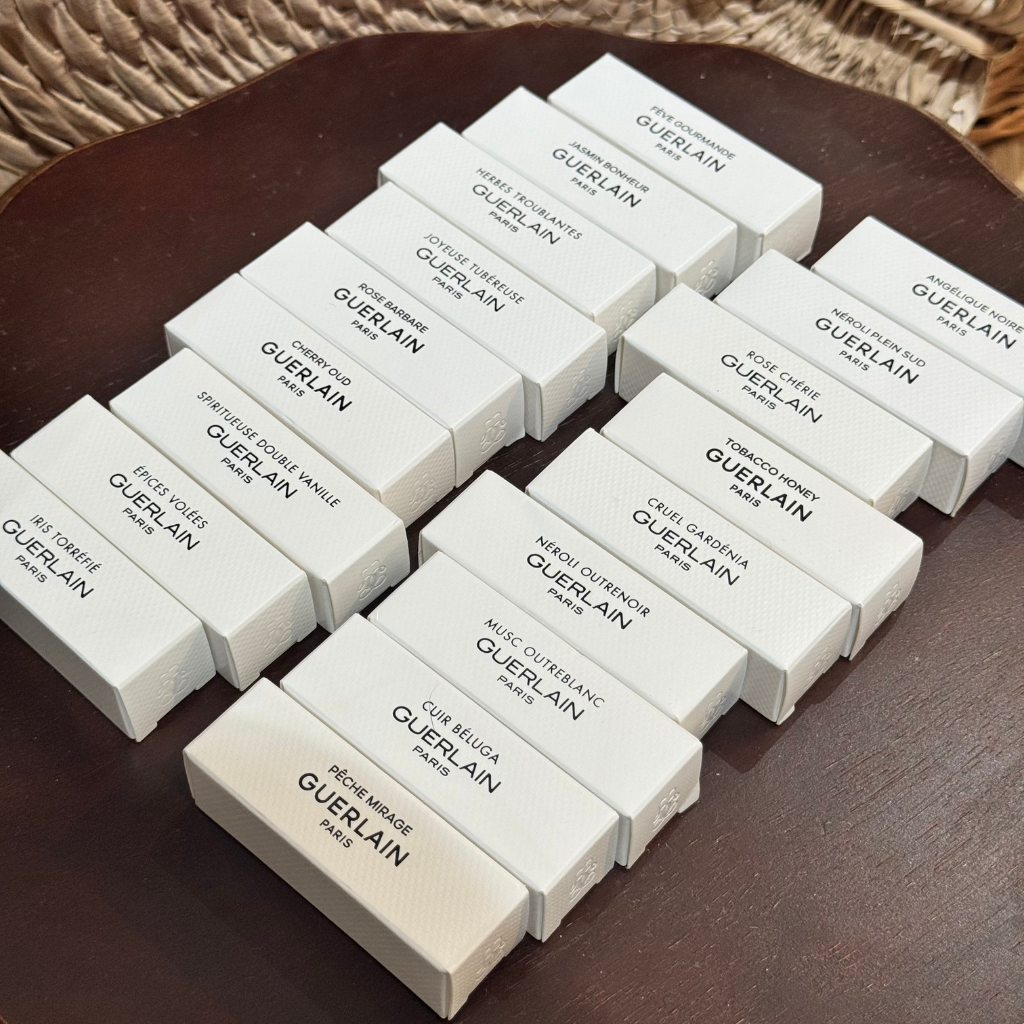 FÈVE GOURMANDE
GUERLAIN
PARIS
JASMIN BONHEUR
GUERLAIN
PARIS
HERBES TROUBLANTES
GUERLAIN
PARIS
JOYEUSE TUBÉREUSE
GUERLAIN
PARIS
ROSE BARBARE
GUERLAIN
PARIS
CHERRY OUD
GUERLAIN
PARIS
SPIRITUEUSE DOUBLE VANILLE
GUERLAIN
PARIS
ÉPICES VOLÉES
GUERLAIN
PARIS
IRIS TORRÉFIÉ
GUERLAIN
PARIS
ANGÉLIQUE NOIRE
GUERLAIN
PARIS
NÉROLI PLEIN SUD
GUERLAIN
PARIS
ROSE CHÉRIE
GUERLAIN
PARIS
TOBACCO HONEY
GUERLAIN
PARIS
CRUEL GARDÉNIA
GUERLAIN
PARIS
NÉROLI OUTRENOIR
GUERLAIN
PARIS
MUSC OUTREBLANC
GUERLAIN
PARIS
CUIR BÉLUGA
GUERLAIN
PARIS
PÊCHE MIRAGE
GUERLAIN
PARIS